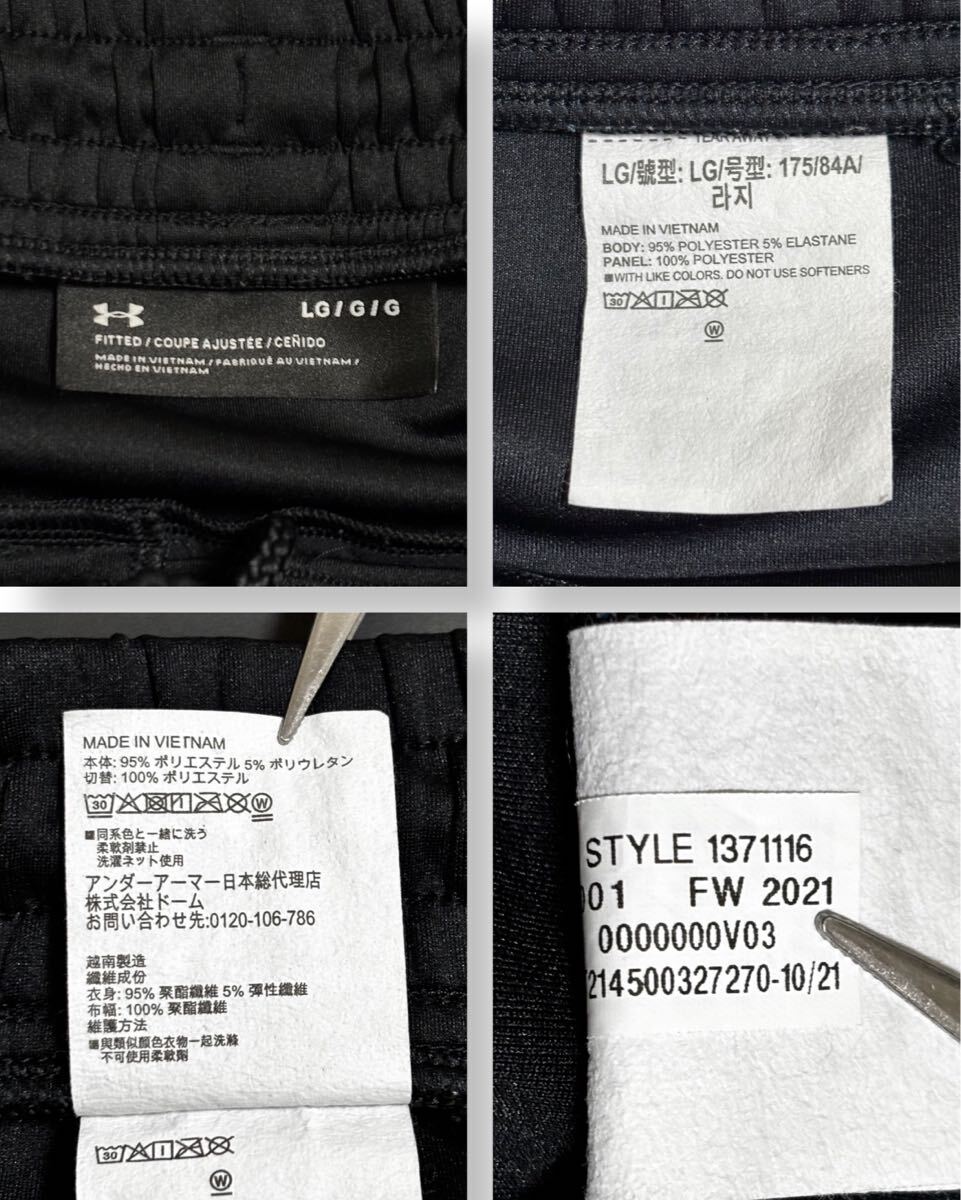 LG / G / G
FITTED / COUPE AJUSTÉE / CEÑIDO
MADE IN VIETNAM / FABRIQUÉ AU VIETNAM /
HECHO EN VIETNAM
TEAR AWAY
LG/號型: LG/号型: 175/84A/
라지
MADE IN VIETNAM
BODY: 95% POLYESTER 5% ELASTANE
PANEL: 100% POLYESTER
■WITH LIKE COLORS. DO NOT USE SOFTENERS
30
W
MADE IN VIETNAM
本体: 95% ポリエステル 5% ポリウレタン
切替: 100% ポリエステル
30 W
■同系色と一緒に洗う
柔軟剤禁止
洗濯ネット使用
アンダーアーマー日本総代理店
株式会社ドーム
お問い合わせ先:0120-106-786
越南製造
纖維成份
衣身: 95% 聚酯纖維 5% 彈性纖維
布幅: 100% 聚酯纖維
維護方法
■與類似顏色衣物一起洗滌
不可使用柔軟劑
30
W
STYLE 1371116
001 FW 2021
0000000V03
214500327270-10/21